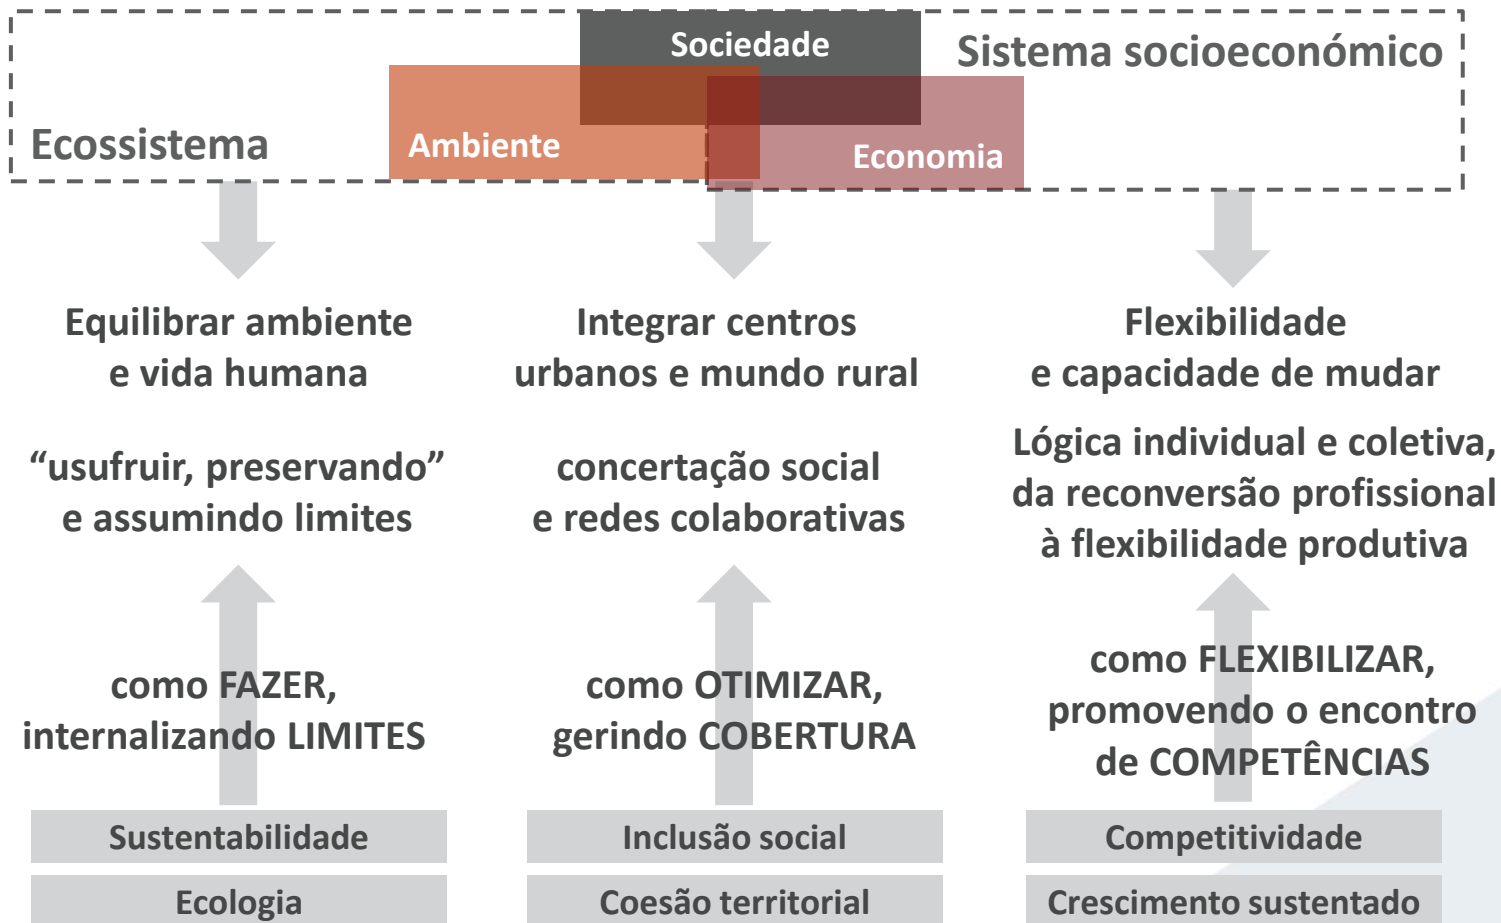 Sociedade
Sistema socioeconómico
Ecossistema
Ambiente
Economia
Equilibrar ambiente
e vida humana
“usufruir, preservando”
e assumindo limites
como FAZER,
internalizando LIMITES
Sustentabilidade
Ecologia
Integrar centros
urbanos e mundo rural
concertação social
e redes colaborativas
como OTIMIZAR,
gerindo COBERTURA
Inclusão social
Coesão territorial
Flexibilidade
e capacidade de mudar
Lógica individual e coletiva,
da reconversão profissional
à flexibilidade produtiva
como FLEXIBILIZAR,
promovendo o encontro
de COMPETÊNCIAS
Competitividade
Crescimento sustentado